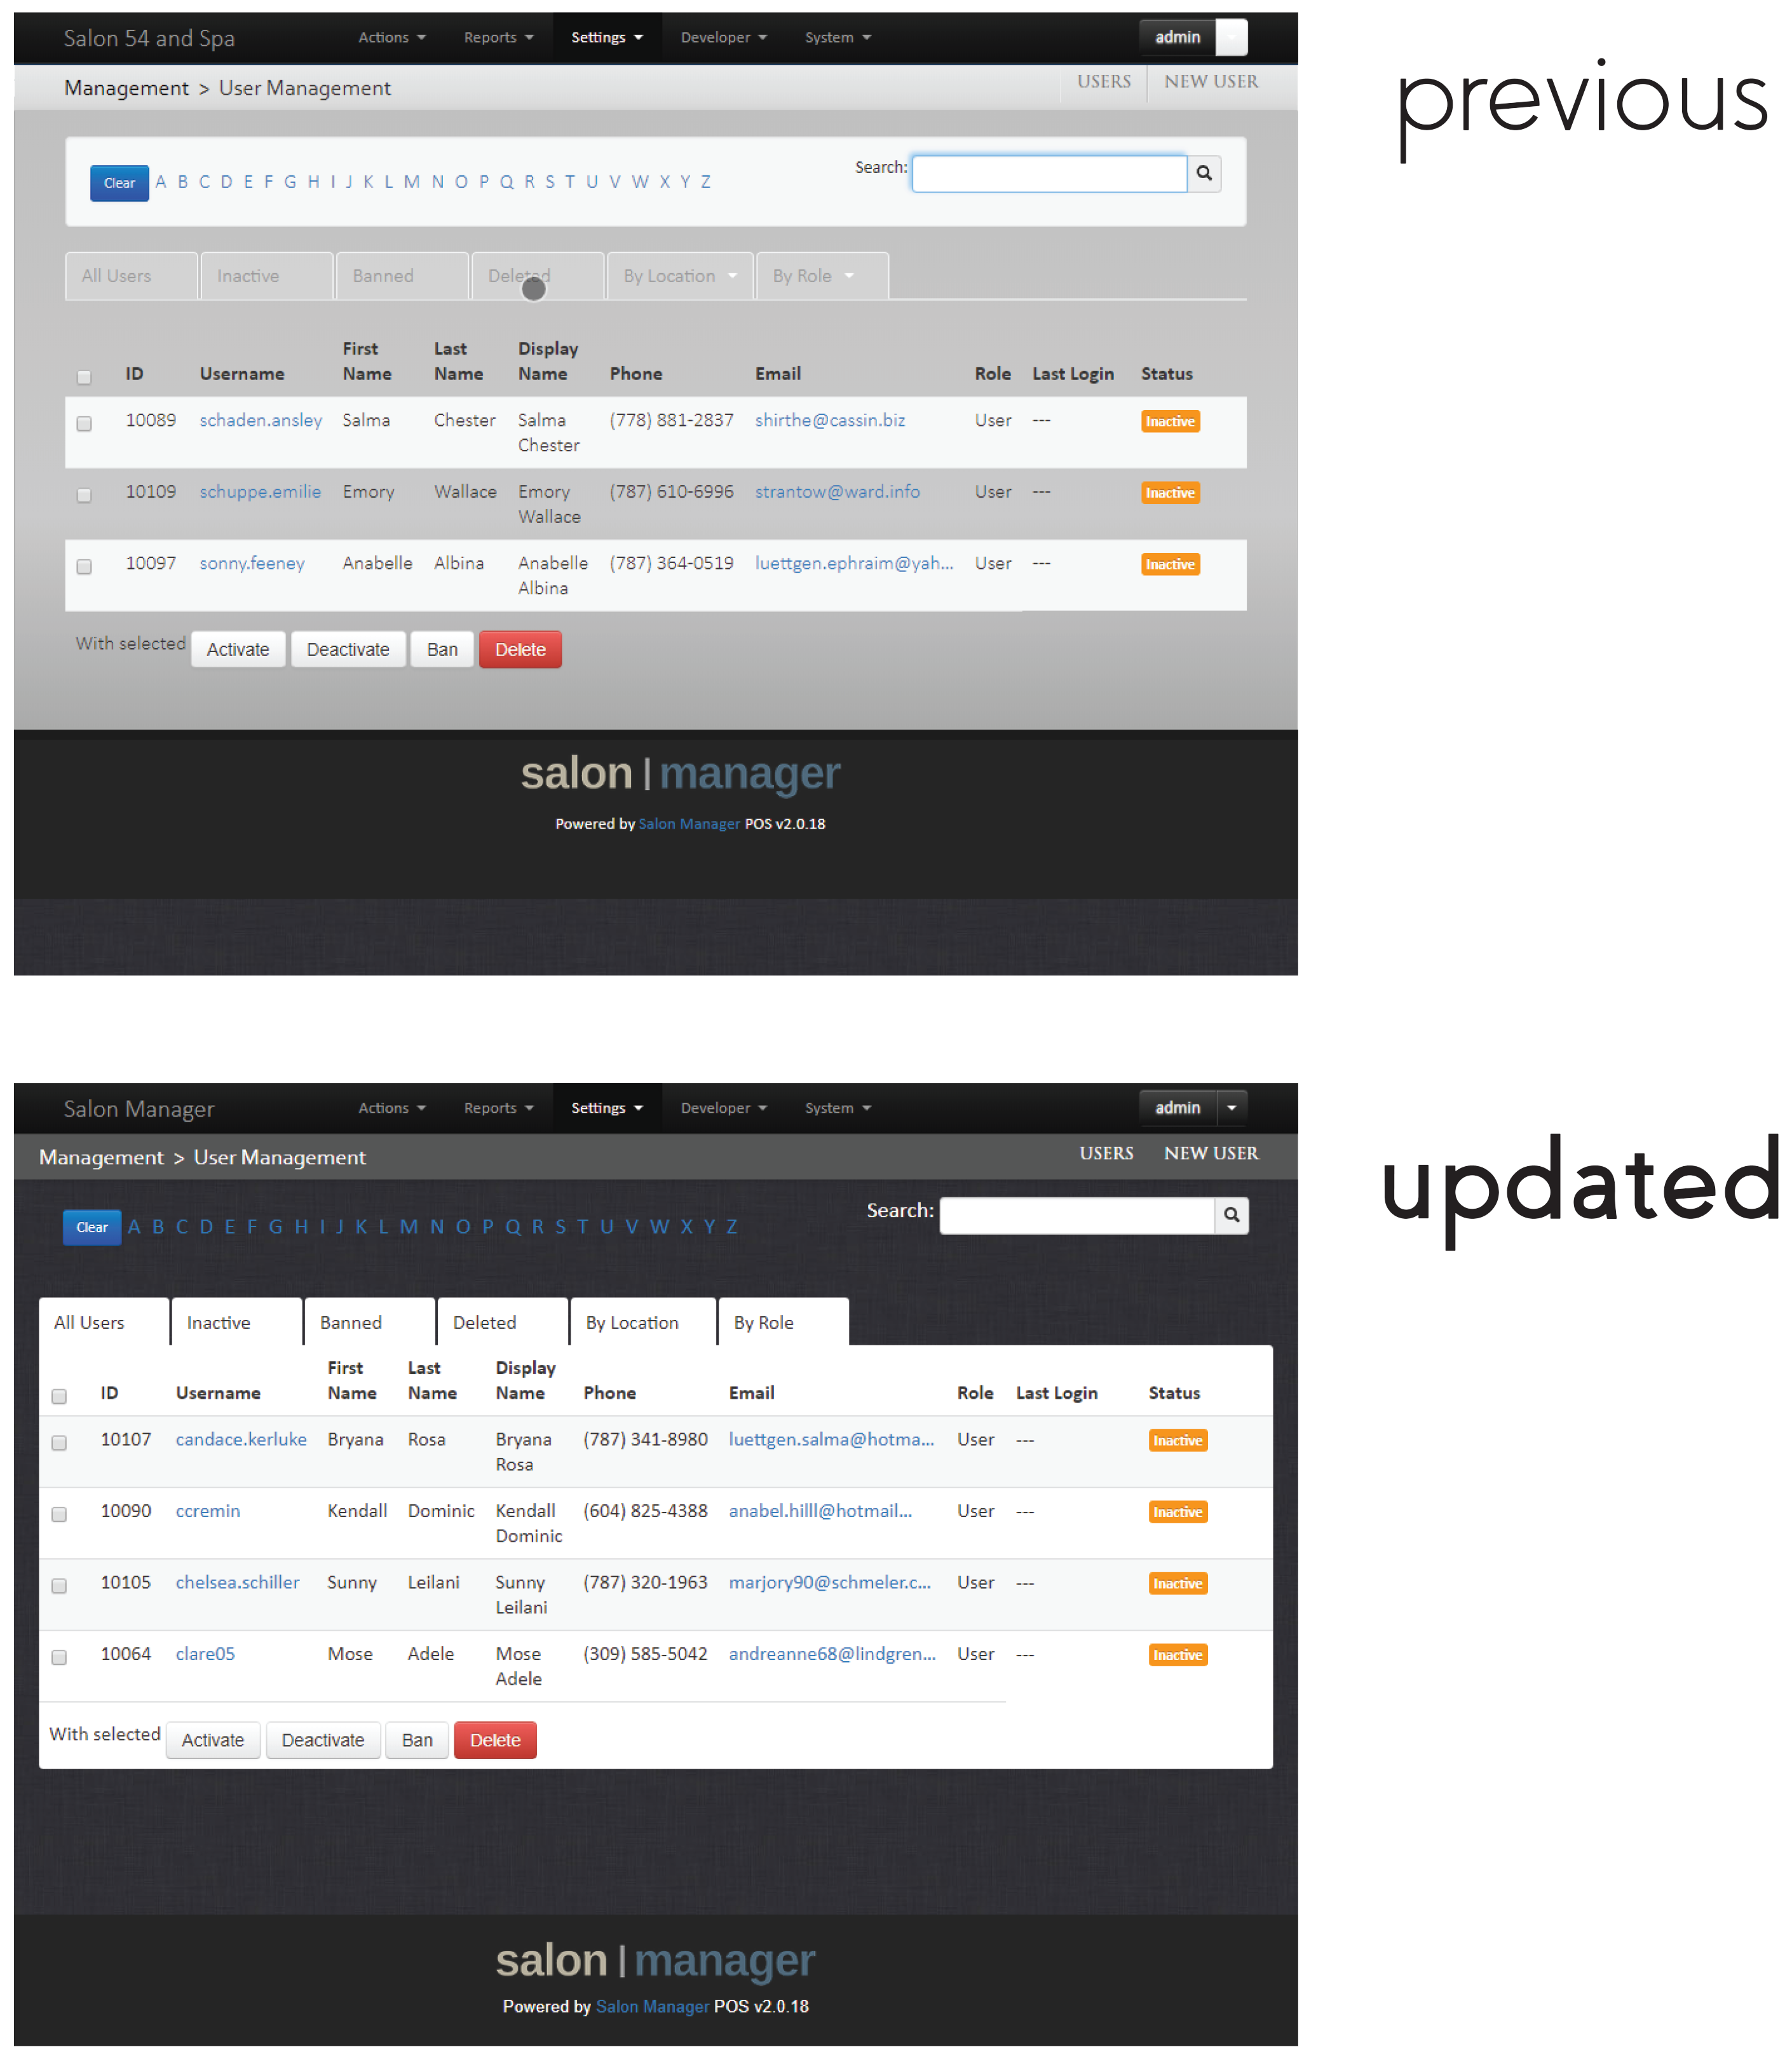 Salon 54 and Spa Actions Reports Settings Developer System admin
previous
Management > User Management USERS NEW USER
Clear A B C D E F G H I J K L M N O P Q R S T U V W X Y Z Search:
All Users Inactive Banned Deleted By Location By Role
ID Username First Name Last Name Display Name Phone Email Role Last Login Status
10089 schaden.ansley Salma Chester Salma Chester (778) 881-2837 shirthe@cassin.biz User --- Inactive
10109 schuppe.emilie Emory Wallace Emory Wallace (787) 610-6996 strantow@ward.info User --- Inactive
10097 sonny.feeney Anabelle Albina Anabelle Albina (787) 364-0519 luettgen.ephraim@yah... User --- Inactive
With selected Activate Deactivate Ban Delete
salon | manager
Powered by Salon Manager POS v2.0.18
Salon Manager Actions Reports Settings Developer System admin
updated
Management > User Management USERS NEW USER
Clear A B C D E F G H I J K L M N O P Q R S T U V W X Y Z Search:
All Users Inactive Banned Deleted By Location By Role
ID Username First Name Last Name Display Name Phone Email Role Last Login Status
10107 candace.kerluke Bryana Rosa Bryana Rosa (787) 341-8980 luettgen.salma@hotma... User --- Inactive
10090 ccremin Kendall Dominic Kendall Dominic (604) 825-4388 anabel.hilll@hotmail... User --- Inactive
10105 chelsea.schiller Sunny Leilani Sunny Leilani (787) 320-1963 marjory90@schmeler.c... User --- Inactive
10064 clare05 Mose Adele Mose Adele (309) 585-5042 andreanne68@lindgren... User --- Inactive
With selected Activate Deactivate Ban Delete
salon | manager
Powered by Salon Manager POS v2.0.18